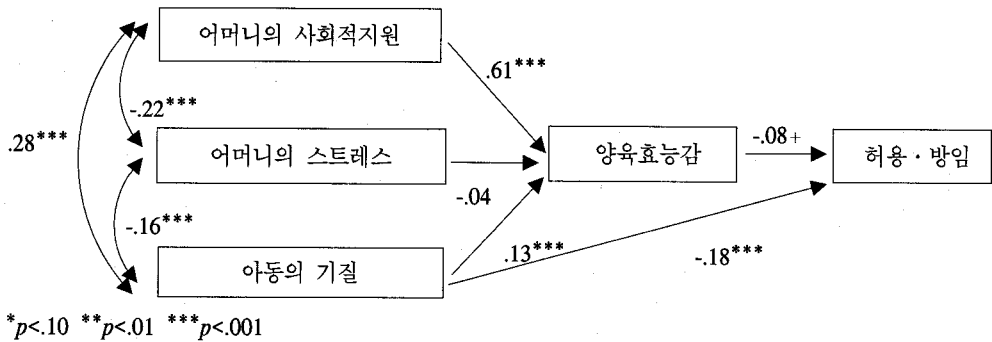 어머니의 사회적지원
.61***
-.22***
.28***
어머니의 스트레스
양육효능감
-.08+
허용·방임
-.04
-.16***
.13***
-.18***
아동의 기질
*p<.10 **p<.01 ***p<.001